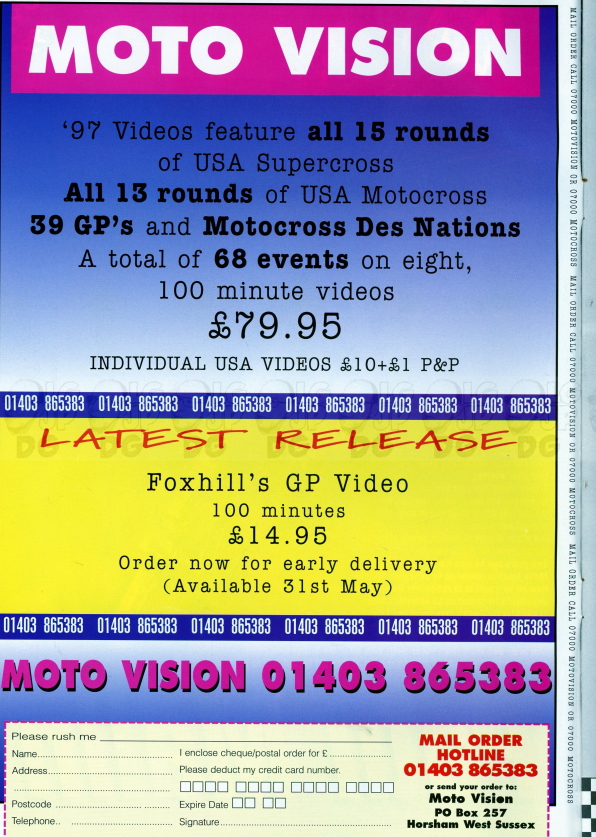 MOTO VISION
'97 Videos feature all 15 rounds
of USA Supercross
All 13 rounds of USA Motocross
39 GP's and Motocross Des Nations
A total of 68 events on eight,
100 minute videos
£79.95
INDIVIDUAL USA VIDEOS £10+£1 P&P
01403 865383 01403 865383 01403 865383 01403 865383 01403 865383 01403 865383
LATEST RELEASE
Foxhill's GP Video
100 minutes
£14.95
Order now for early delivery
(Available 31st May)
01403 865383 01403 865383 01403 865383 01403 865383 01403 865383 01403 865383
MOTO VISION 01403 865383
Please rush me
Name
Address
Postcode
Telephone
I enclose cheque/postal order for £
Please deduct my credit card number.
Expire Date
Signature
MAIL ORDER
HOTLINE
01403 865383
or send your order to:
Moto Vision
PO Box 257
Horsham West Sussex
MAIL ORDER CALL 07000 MOTOVISION OR 07000 MOTOCROSS MAIL ORDER CALL 07000 MOTOVISION OR 07000 MOTOCROSS MAIL ORDER CALL 07000 MOTOVISION OR 07000 MOTOCROSS